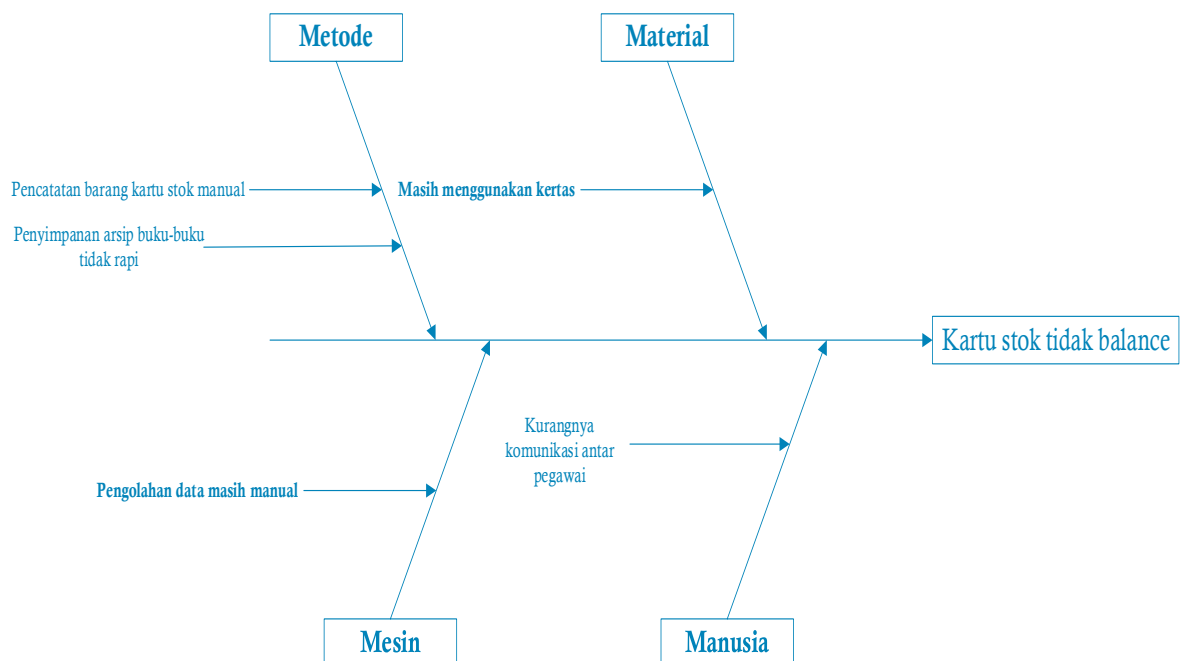 Metode
Material
Pencatatan barang kartu stok manual
Masih menggunakan kertas
Penyimpanan arsip buku-buku
tidak rapi
Kartu stok tidak balance
Kurangnya
komunikasi antar
pegawai
Pengolahan data masih manual
Mesin
Manusia